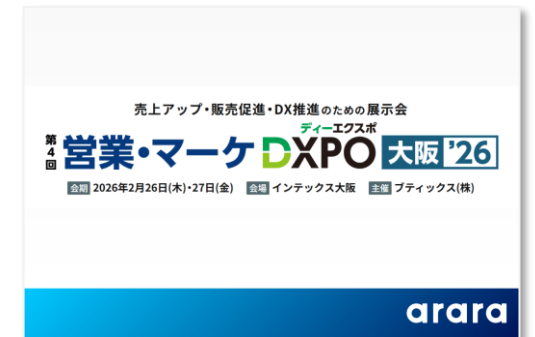 売上アップ・販売促進・DX推進のための展示会
ディーエクスポ
第4回 営業・マーケDXPO 大阪 '26
会期 2026年2月26日(木)・27日(金) 会場 インテックス大阪 主催 ブティックス(株)
arara